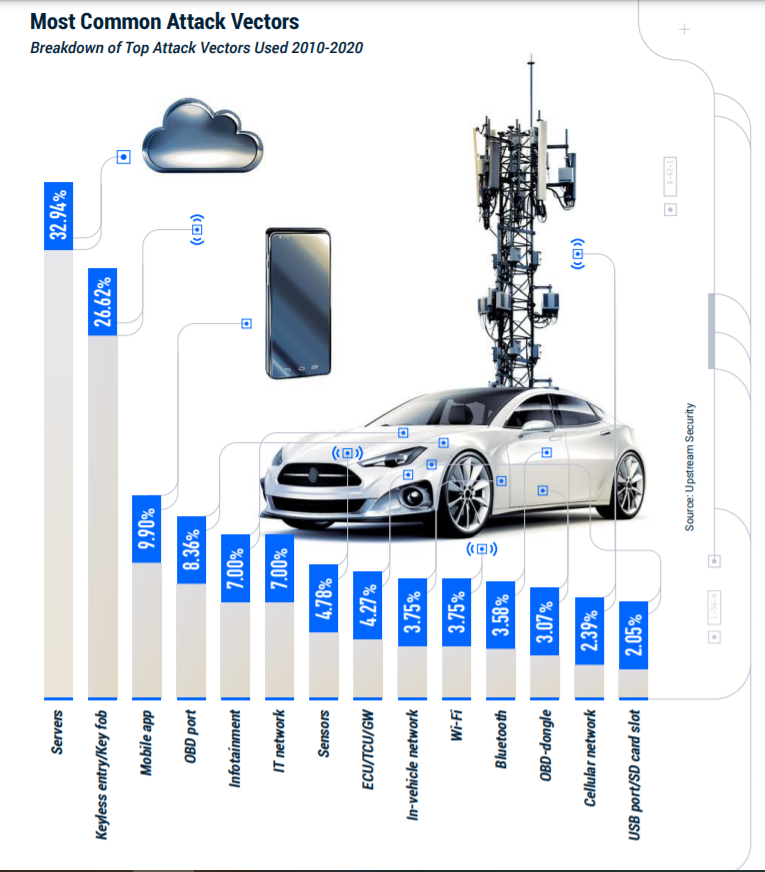 Most Common Attack Vectors
Breakdown of Top Attack Vectors Used 2010-2020
32.94%
26.62%
9.90%
8.36%
7.00%
7.00%
4.78%
4.27%
3.75%
3.75%
3.58%
3.07%
2.39%
2.05%
Servers
Keyless entry/Key fob
Mobile app
OBD port
Infotainment
IT network
Sensors
ECU/TCU/GW
In-vehicle network
Wi-Fi
Bluetooth
OBD-dongle
Cellular network
USB port/SD card slot
Source: Upstream Security